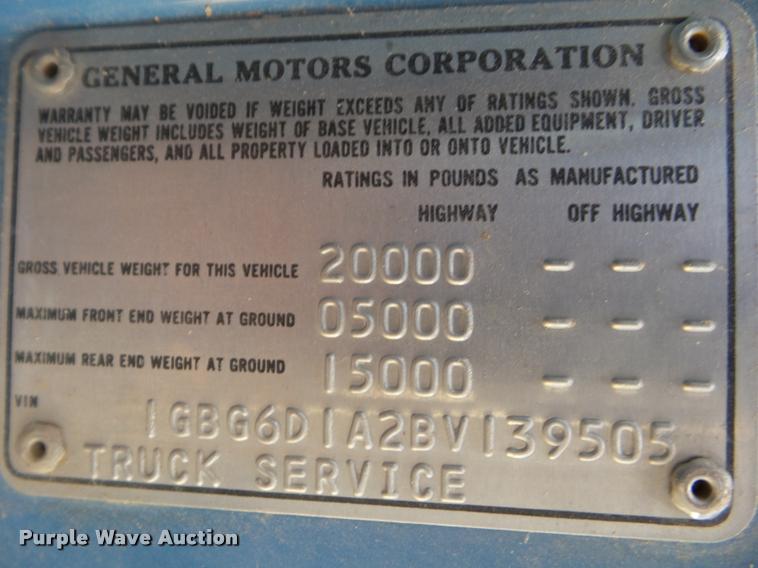 GENERAL MOTORS CORPORATION
WARRANTY MAY BE VOIDED IF WEIGHT EXCEEDS ANY OF RATINGS SHOWN. GROSS
VEHICLE WEIGHT INCLUDES WEIGHT OF BASE VEHICLE, ALL ADDED EQUIPMENT, DRIVER
AND PASSENGERS, AND ALL PROPERTY LOADED INTO OR ONTO VEHICLE.
RATINGS IN POUNDS AS MANUFACTURED
HIGHWAY OFF HIGHWAY
GROSS VEHICLE WEIGHT FOR THIS VEHICLE 20000 - - -
MAXIMUM FRONT END WEIGHT AT GROUND 05000 - - -
MAXIMUM REAR END WEIGHT AT GROUND 15000 - - -
VIN 1GBG6D1A2BV139505
TRUCK SERVICE
Purple Wave Auction